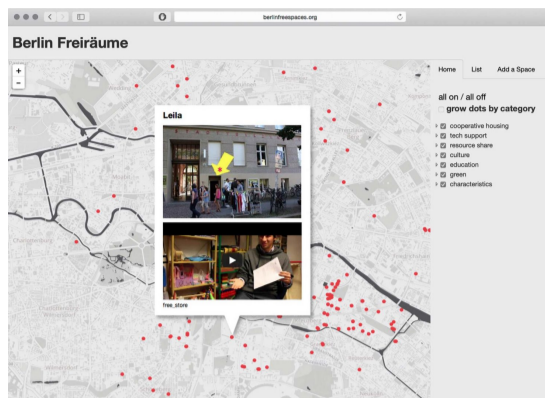 berlinfreespaces.org
Berlin Freiräume
+
−
Home List Add a Space
all on / all off
grow dots by category
cooperative housing
tech support
resource share
culture
education
green
characteristics
Leila
free_store
Charlottenburg